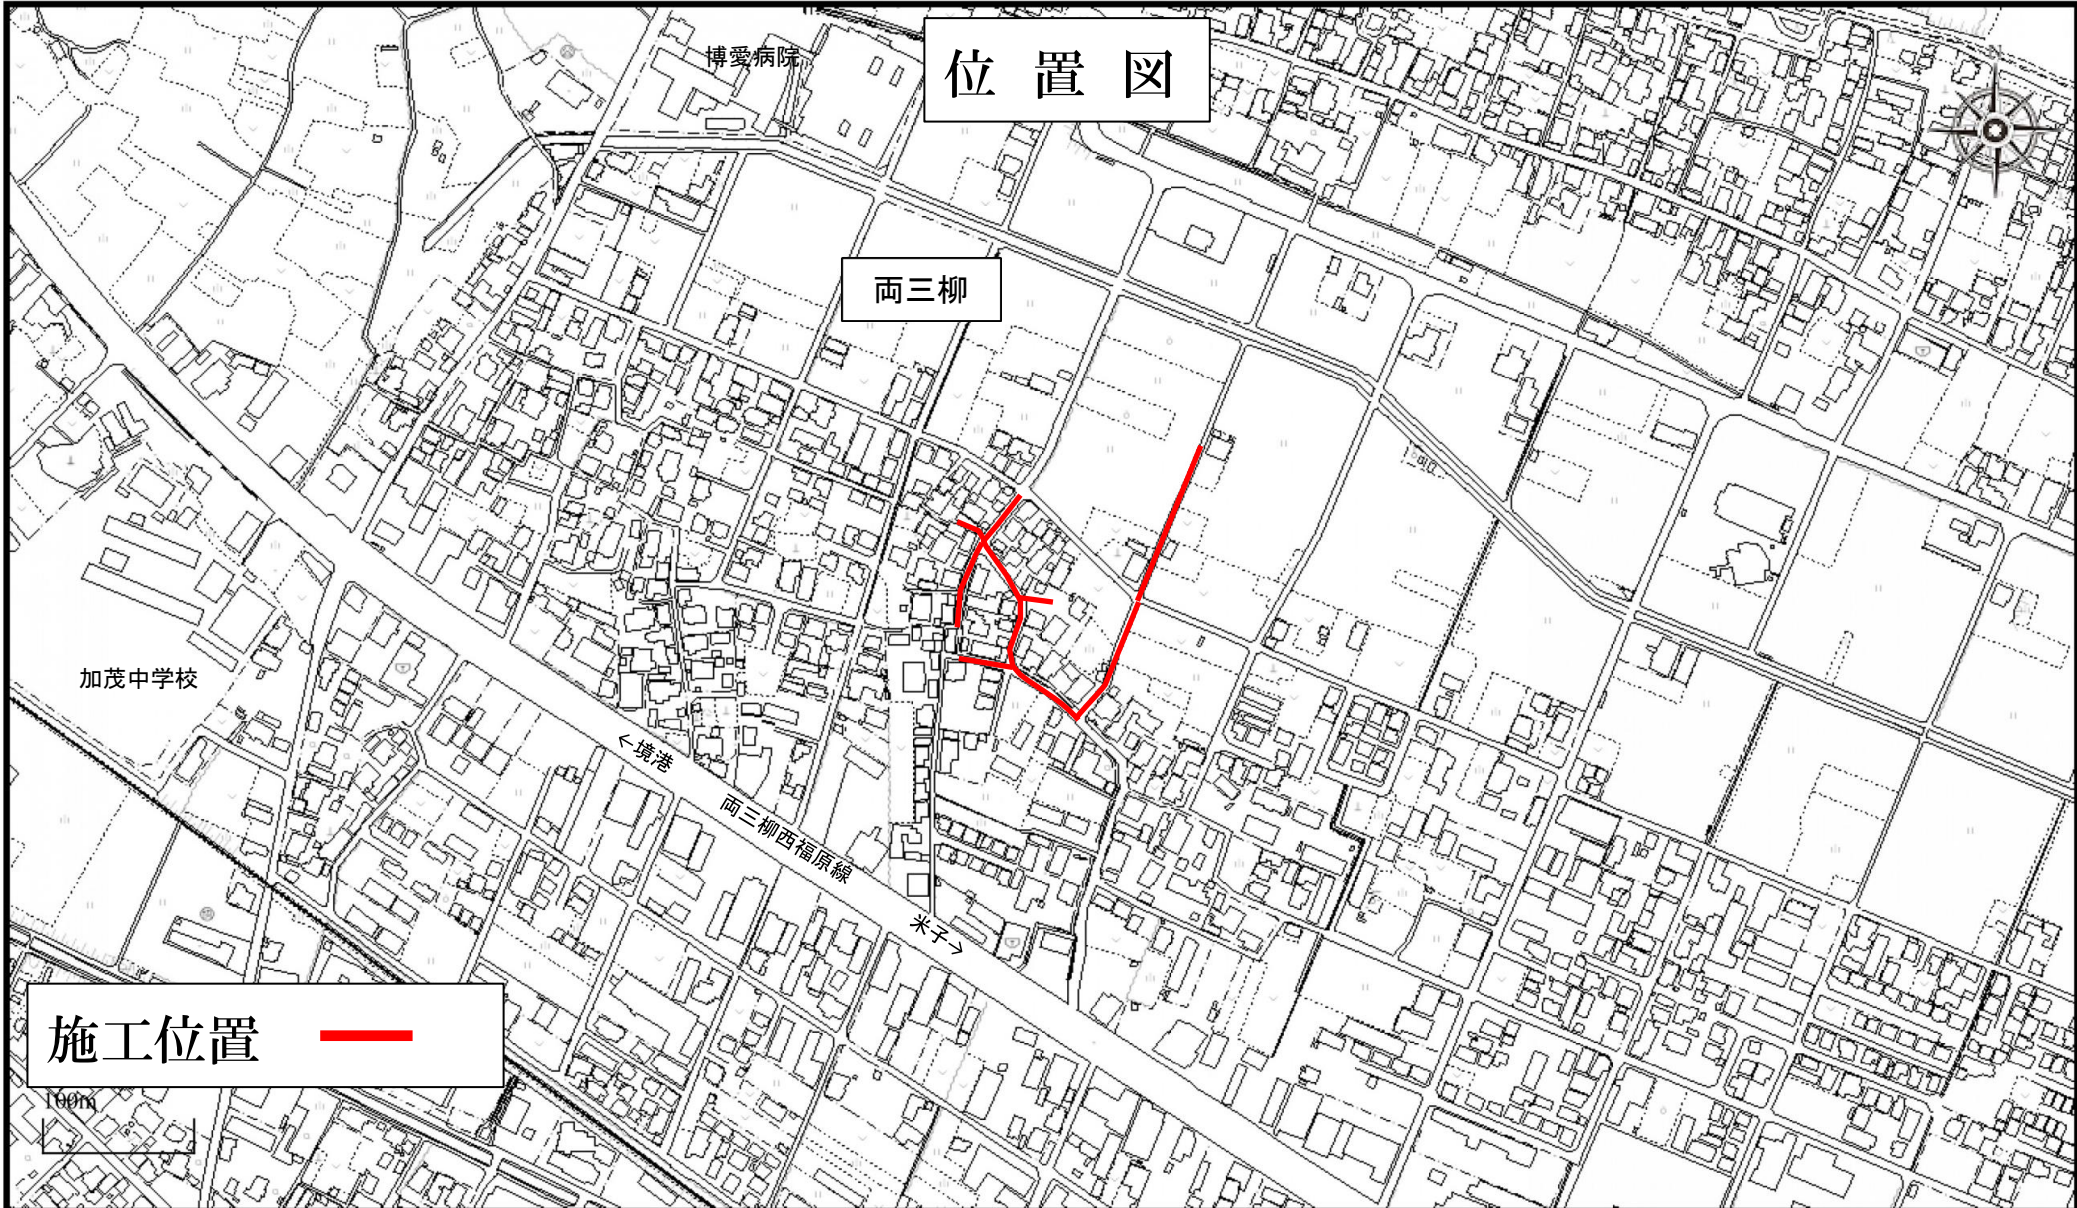 博愛病院
位 置 図
両三柳
加茂中学校
←境港
両三柳西福原線
米子→
施工位置
100m